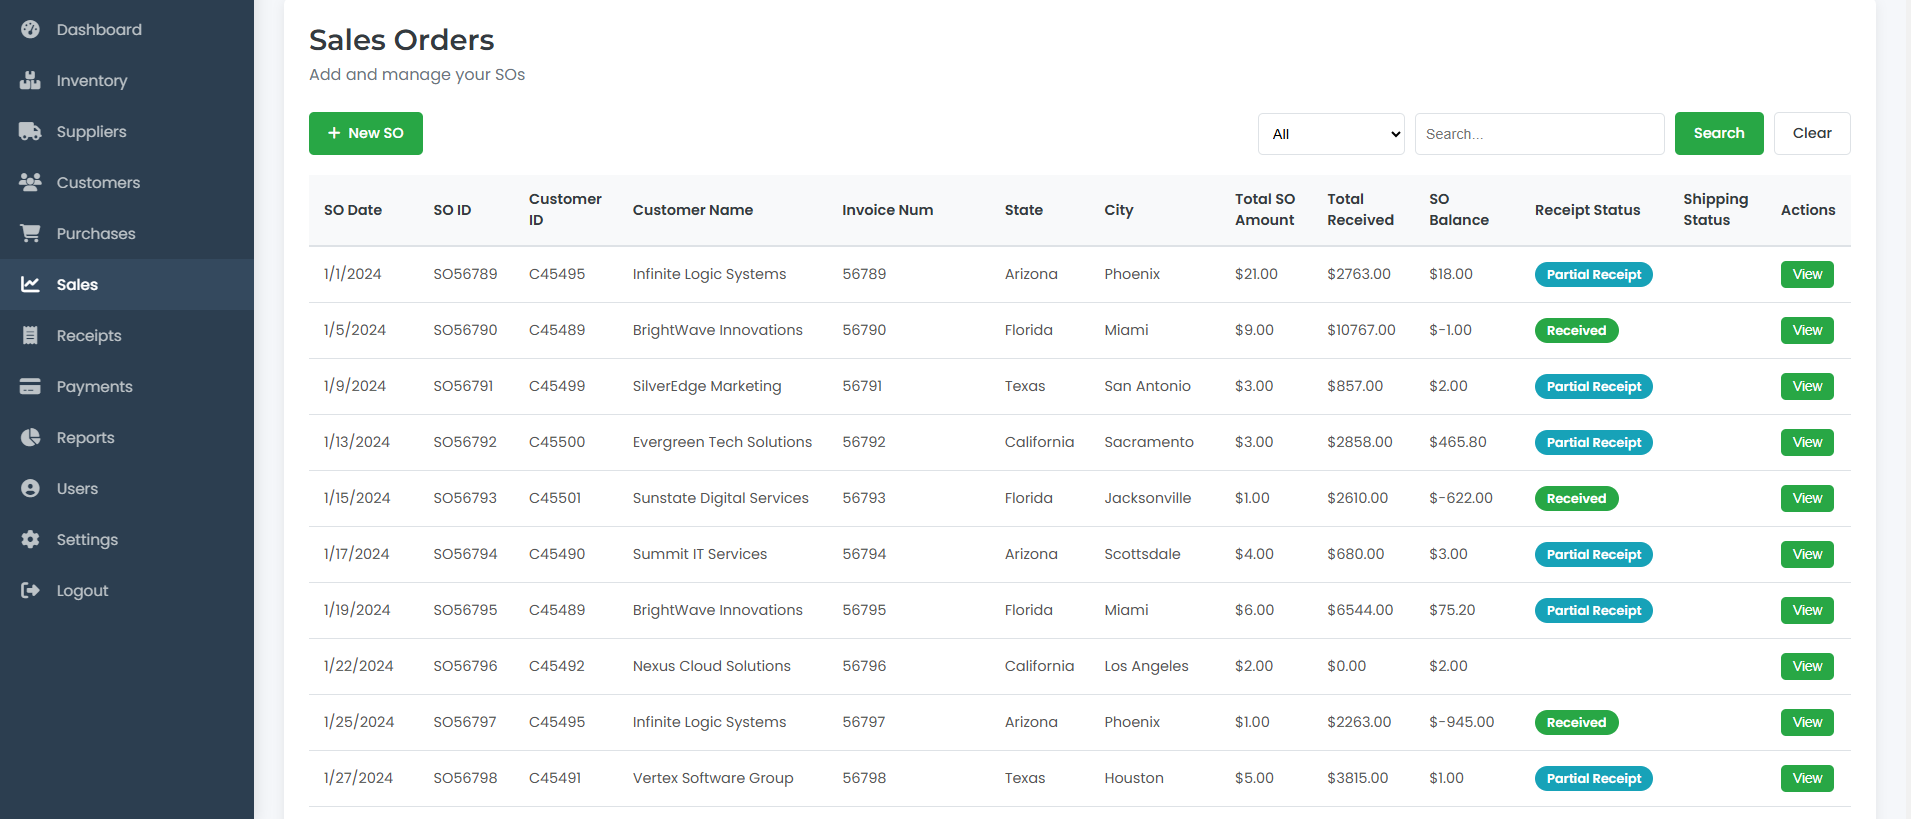 Dashboard
Inventory
Suppliers
Customers
Purchases
Sales
Receipts
Payments
Reports
Users
Settings
Logout
Sales Orders
Add and manage your SOs
+ New SO
All
Search...
Search
Clear
SO Date SO ID Customer ID Customer Name Invoice Num State City Total SO Amount Total Received SO Balance Receipt Status Shipping Status Actions
1/1/2024 SO56789 C45495 Infinite Logic Systems 56789 Arizona Phoenix $21.00 $2763.00 $18.00 Partial Receipt View
1/5/2024 SO56790 C45489 BrightWave Innovations 56790 Florida Miami $9.00 $10767.00 $-1.00 Received View
1/9/2024 SO56791 C45499 SilverEdge Marketing 56791 Texas San Antonio $3.00 $857.00 $2.00 Partial Receipt View
1/13/2024 SO56792 C45500 Evergreen Tech Solutions 56792 California Sacramento $3.00 $2858.00 $465.80 Partial Receipt View
1/15/2024 SO56793 C45501 Sunstate Digital Services 56793 Florida Jacksonville $1.00 $2610.00 $-622.00 Received View
1/17/2024 SO56794 C45490 Summit IT Services 56794 Arizona Scottsdale $4.00 $680.00 $3.00 Partial Receipt View
1/19/2024 SO56795 C45489 BrightWave Innovations 56795 Florida Miami $6.00 $6544.00 $75.20 Partial Receipt View
1/22/2024 SO56796 C45492 Nexus Cloud Solutions 56796 California Los Angeles $2.00 $0.00 $2.00 View
1/25/2024 SO56797 C45495 Infinite Logic Systems 56797 Arizona Phoenix $1.00 $2263.00 $-945.00 Received View
1/27/2024 SO56798 C45491 Vertex Software Group 56798 Texas Houston $5.00 $3815.00 $1.00 Partial Receipt View